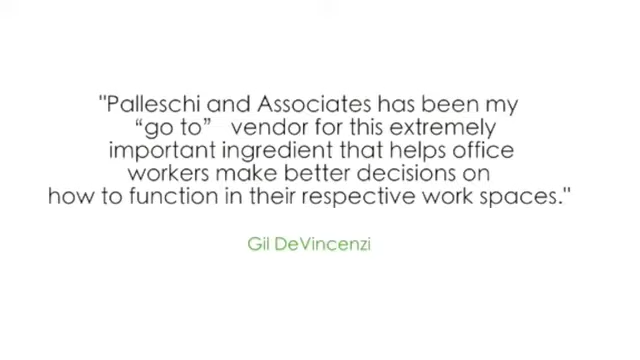 "Palleschi and Associates has been my
“go to” vendor for this extremely
important ingredient that helps office
workers make better decisions on
how to function in their respective work spaces."
Gil DeVincenzi